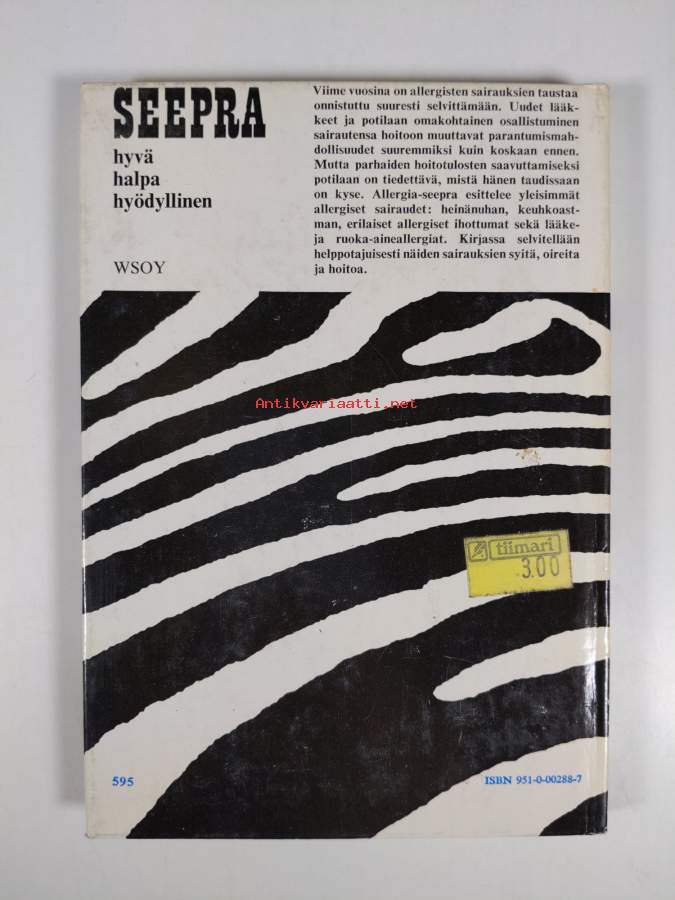 SEEPRA
hyvä
halpa
hyödyllinen
WSOY
Viime vuosina on allergisten sairauksien taustaa
onnistuttu suuresti selvittämään. Uudet lääk-
keet ja potilaan omakohtainen osallistuminen
sairautensa hoitoon muuttavat parantumismah-
dollisuudet suuremmiksi kuin koskaan ennen.
Mutta parhaiden hoitotulosten saavuttamiseksi
potilaan on tiedettävä, mistä hänen taudissaan
on kyse. Allergia-seepra esittelee yleisimmät
allergiset sairaudet: heinänuhan, keuhkoast-
man, erilaiset allergiset ihottumat sekä lääke-
ja ruoka-aineallergiat. Kirjassa selvitellään
helppotajuisesti näiden sairauksien syitä, oireita
ja hoitoa.
Antikvariaatti.net
tiimari
3.00
595
ISBN 951-0-00288-7